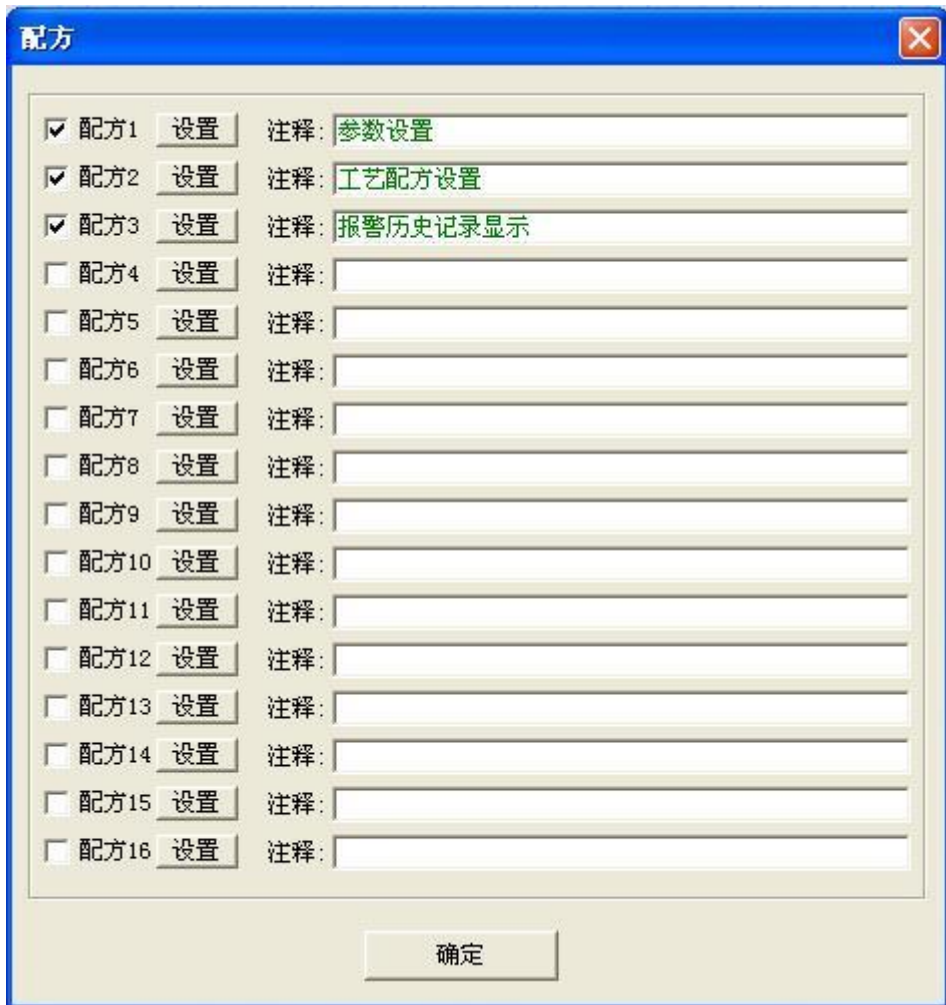 配方
配方1 设置 注释: 参数设置
配方2 设置 注释: 工艺配方设置
配方3 设置 注释: 报警历史记录显示
配方4 设置 注释:
配方5 设置 注释:
配方6 设置 注释:
配方7 设置 注释:
配方8 设置 注释:
配方9 设置 注释:
配方10 设置 注释:
配方11 设置 注释:
配方12 设置 注释:
配方13 设置 注释:
配方14 设置 注释:
配方15 设置 注释:
配方16 设置 注释:
确定